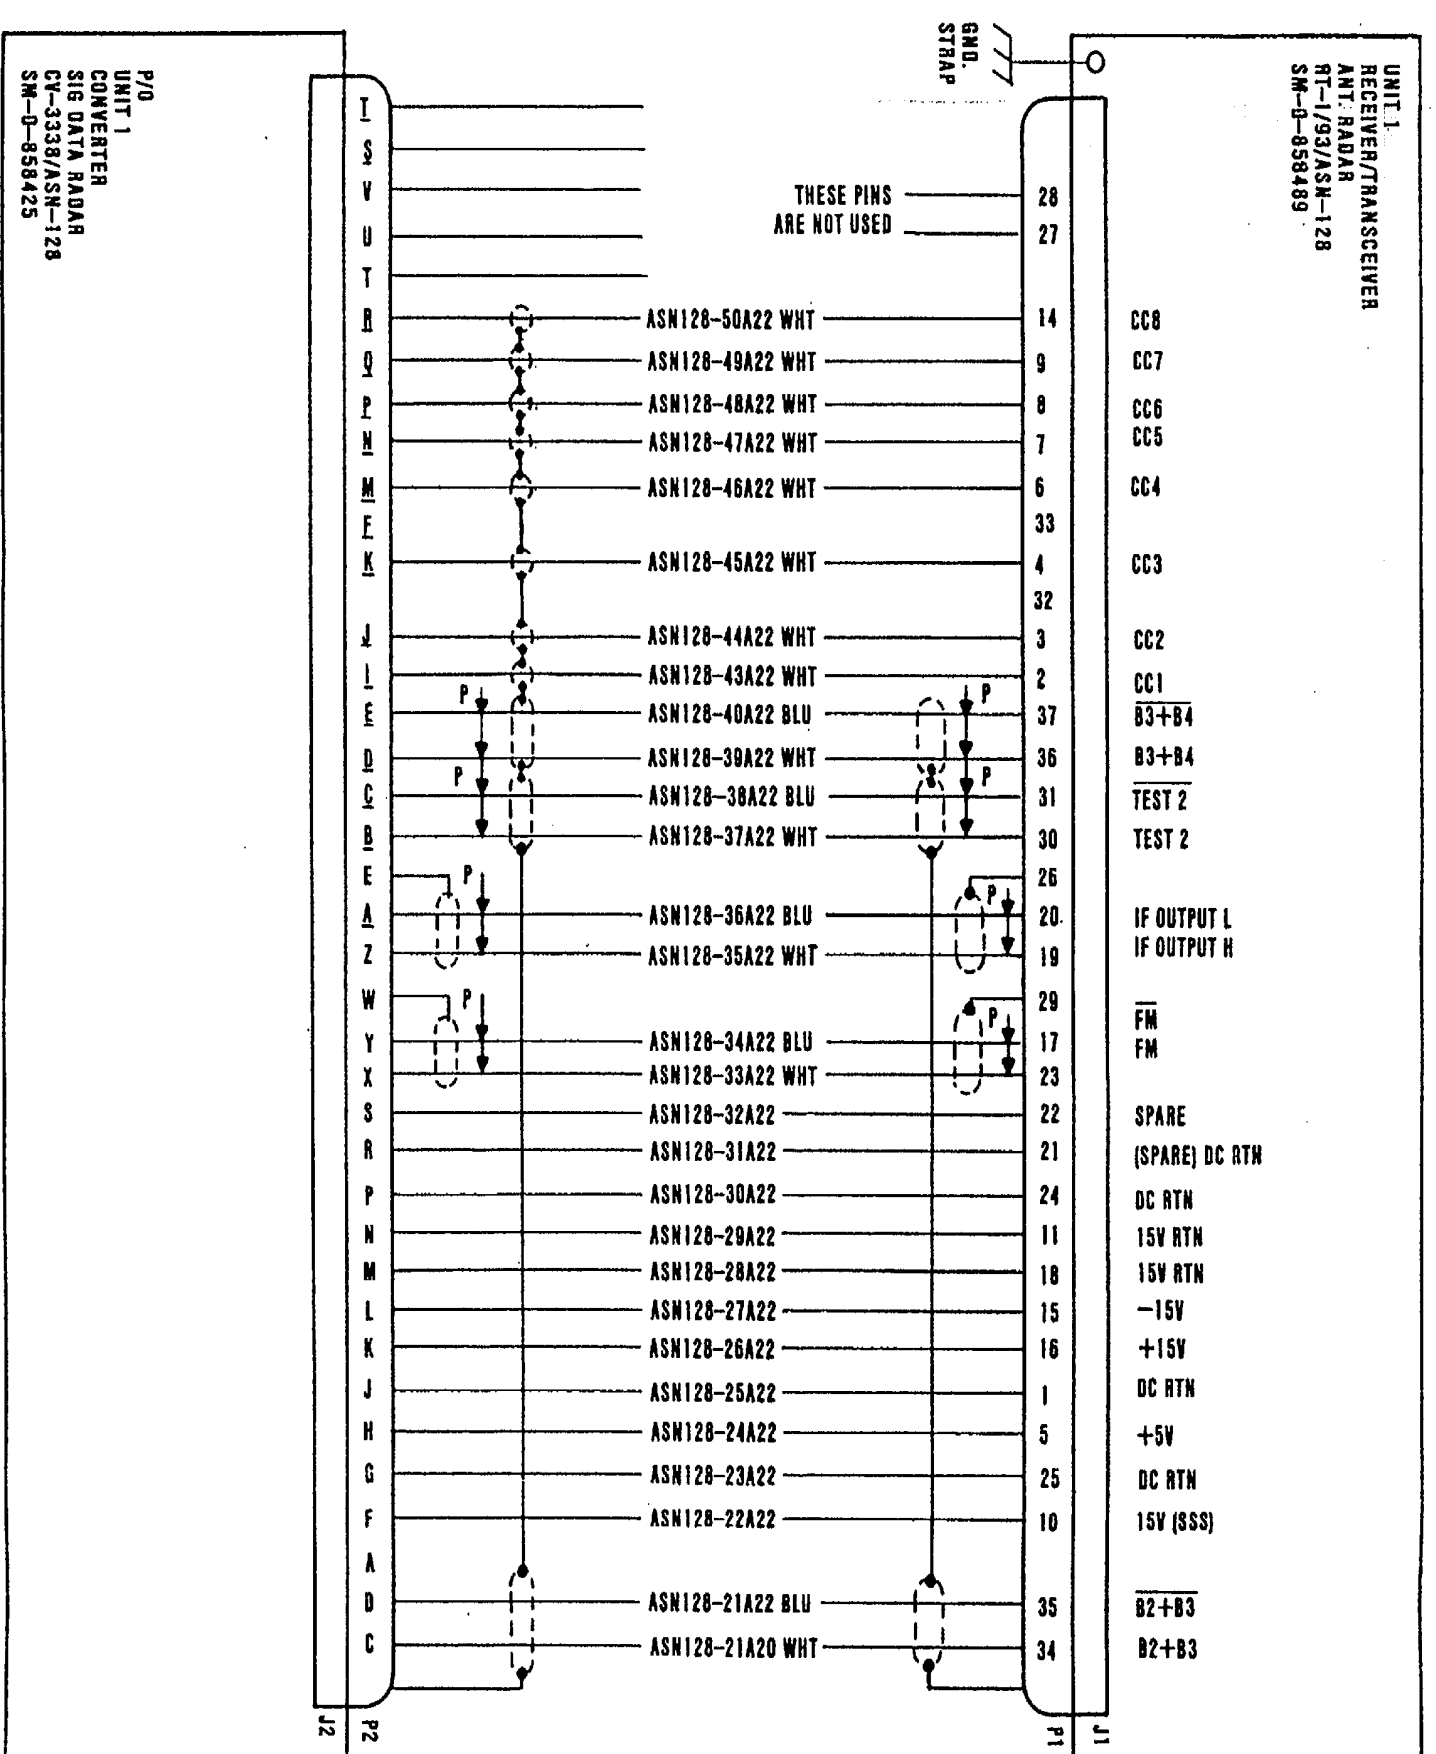 GND.
STRAP
UNIT 1
RECEIVER/TRANSCEIVER
ANT. RADAR
RT-1/93/ASN-128
SM-D-858489
P/O
UNIT 1
CONVERTER
SIG DATA RADAR
CV-3338/ASN-128
SM-D-858425
T
S
V THESE PINS 28
ARE NOT USED
U 27
T
R ASN128-50A22 WHT 14 CC8
Q ASN128-49A22 WHT 9 CC7
P ASN128-48A22 WHT 8 CC6
N ASN128-47A22 WHT 7 CC5
M ASN128-46A22 WHT 6 CC4
F 33
K ASN128-45A22 WHT 4 CC3
32
J ASN128-44A22 WHT 3 CC2
I ASN128-43A22 WHT 2 CC1
P P
E ASN128-40A22 BLU 37 B3+B4
D ASN128-39A22 WHT 36 B3+B4
P P
C ASN128-38A22 BLU 31 TEST 2
B ASN128-37A22 WHT 30 TEST 2
E P 26
P
A ASN128-36A22 BLU 20 IF OUTPUT L
Z ASN128-35A22 WHT 19 IF OUTPUT H
W P 29
P FM
Y ASN128-34A22 BLU 17 FM
X ASN128-33A22 WHT 23
S ASN128-32A22 22 SPARE
R ASN128-31A22 21 (SPARE) DC RTN
P ASN128-30A22 24 DC RTN
N ASN128-29A22 11 15V RTN
M ASN128-28A22 18 15V RTN
L ASN128-27A22 15 -15V
K ASN128-26A22 16 +15V
J ASN128-25A22 1 DC RTN
H ASN128-24A22 5 +5V
G ASN128-23A22 25 DC RTN
F ASN128-22A22 10 15V (SSS)
A
D ASN128-21A22 BLU 35 B2+B3
C ASN128-21A20 WHT 34 B2+B3
J2 P2 P1 J1